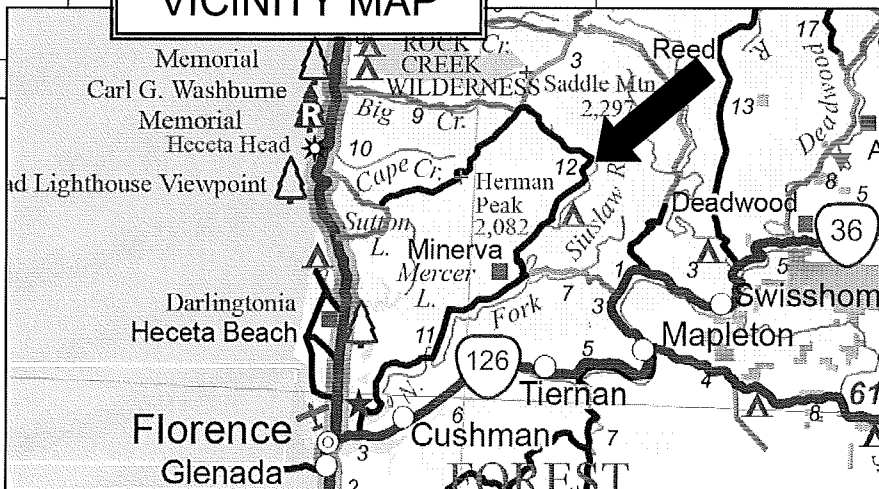 VICINITY MAP
ROCK Cr.
CREEK
WILDERNESS
Memorial
Carl G. Washburne
Memorial
R
Heceta Head
ad Lighthouse Viewpoint
Big
9
Cr.
3
Saddle Mtn
2,297
Reed
R
13
17
Deadwood
A
8
5
10
Cape Cr.
12
Herman
Peak
2,082
Siuslaw R
Deadwood
36
Sutton
L.
Minerva
Mercer
L.
1
3
5
Swisshom
7
3
Fork
Darlingtonia
Heceta Beach
11
126
Mapleton
5
4
61
Tiernan
8
N.
6
Florence
Cushman
3
7
Glenada
2
FOREST